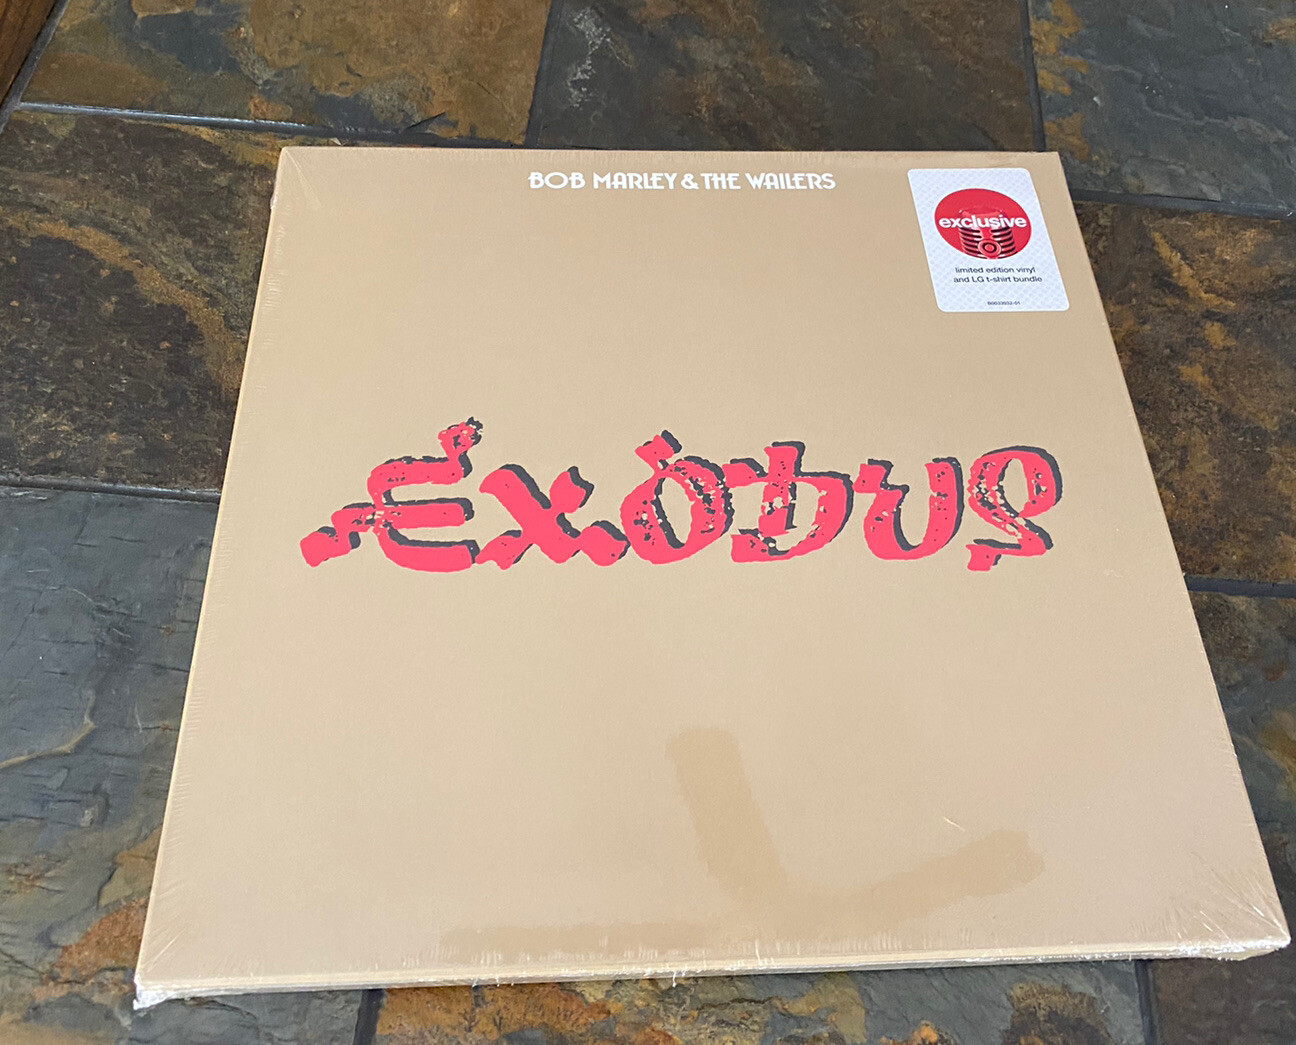 BOB MARLEY & THE WAILERS
exclusive
limited edition vinyl
and LG t-shirt bundle
EXODUS